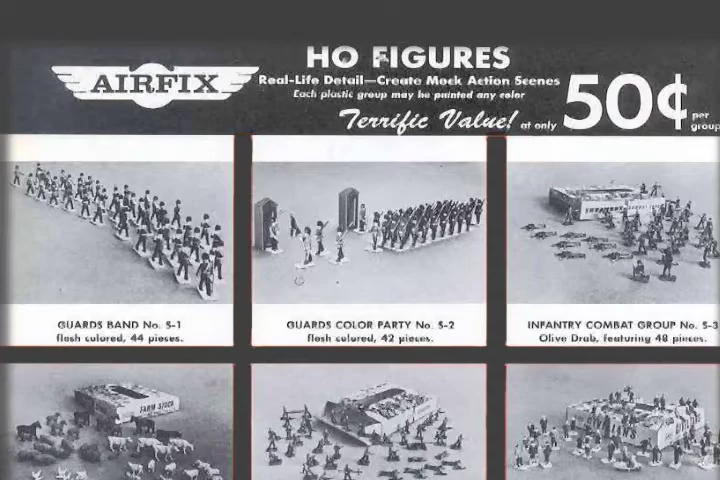 HO FIGURES
AIRFIX
Real-Life Detail—Create Mock Action Scenes
Each plastic group may be painted any color
Terrific Value! at only 50¢ per group
GUARDS BAND No. S-1
flesh colored, 44 pieces.
GUARDS COLOR PARTY No. S-2
flesh colored, 42 pieces.
INFANTRY COMBAT GROUP No. S-3
Olive Drab, featuring 48 pieces.
FARM STOCK